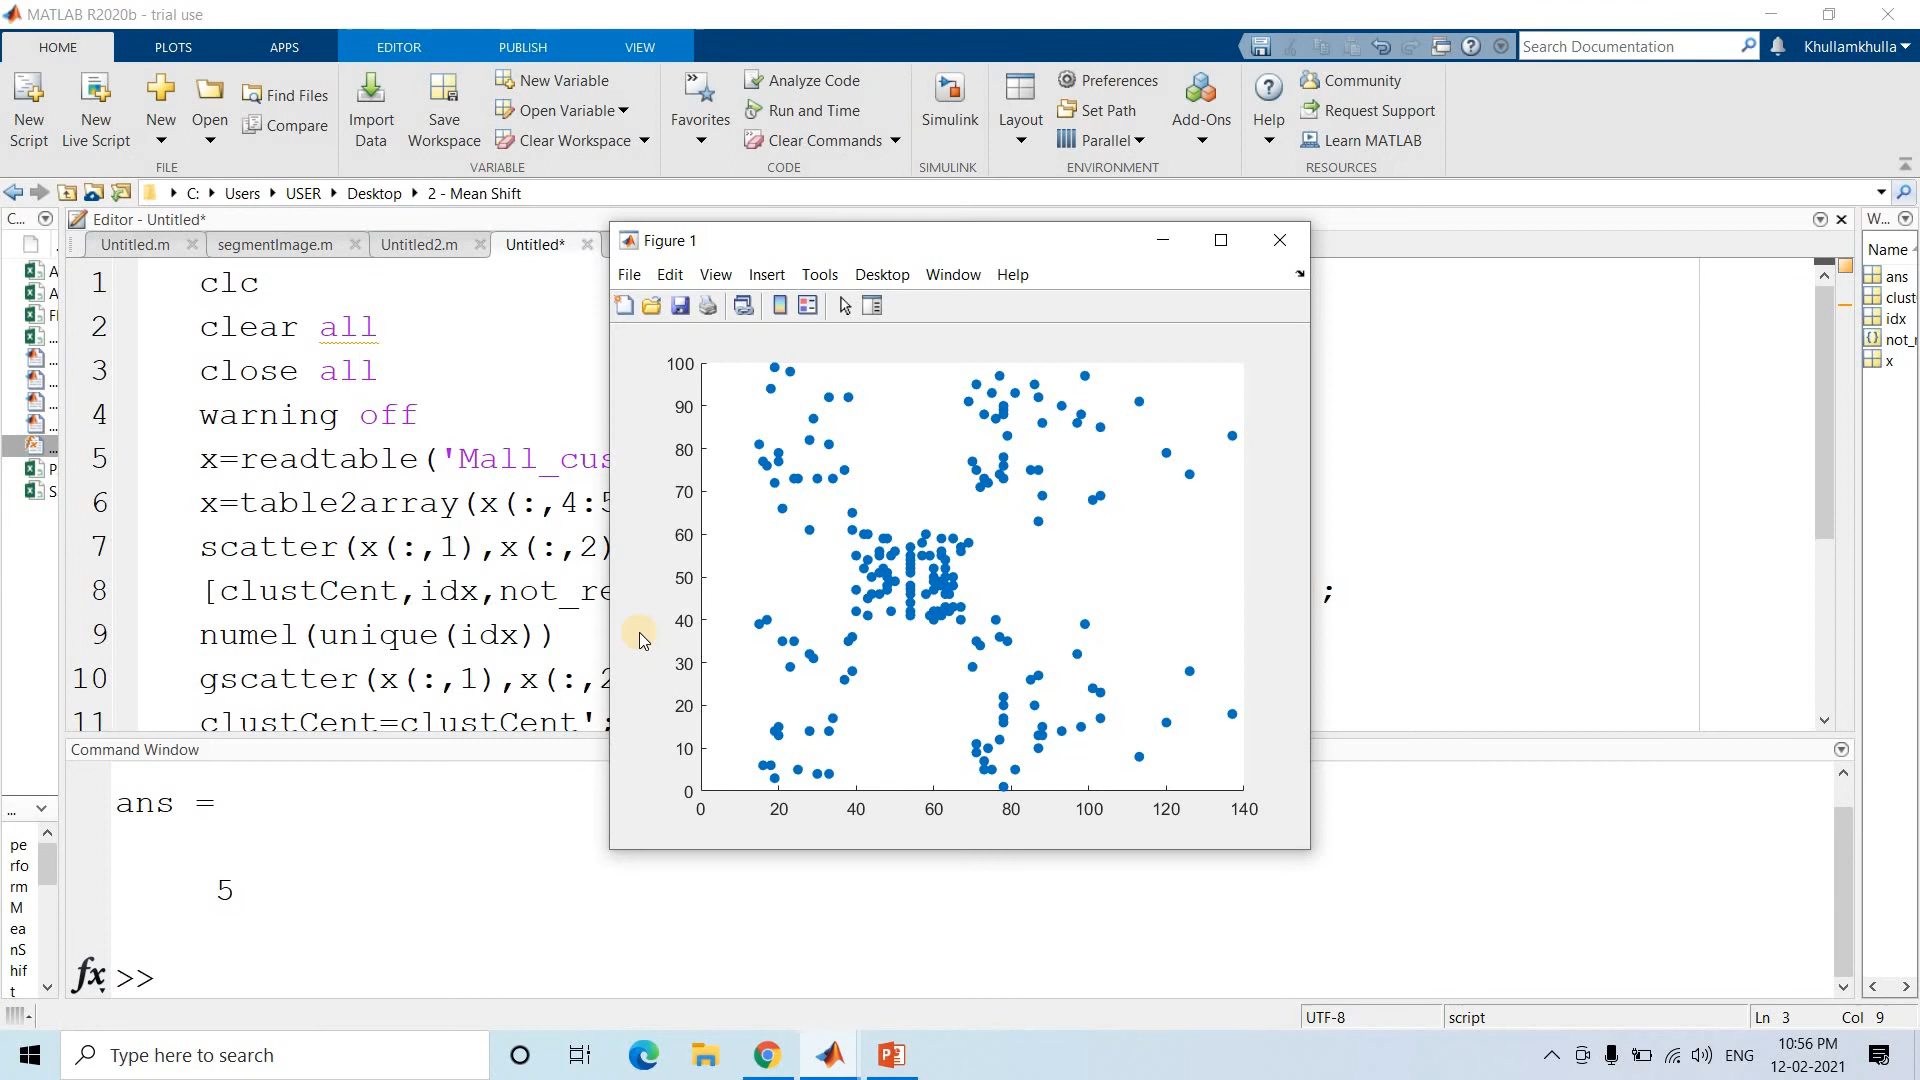 MATLAB R2020b - trial use
HOME PLOTS APPS EDITOR PUBLISH VIEW
Search Documentation
Khullamkhulla
New Script
New Live Script
New
Open
Find Files
Compare
FILE
Import Data
Save Workspace
New Variable
Open Variable
Clear Workspace
VARIABLE
Favorites
Analyze Code
Run and Time
Clear Commands
CODE
Simulink
SIMULINK
Layout
Preferences
Set Path
Parallel
Add-Ons
ENVIRONMENT
Help
Community
Request Support
Learn MATLAB
RESOURCES
C: Users USER Desktop 2 - Mean Shift
C...
Editor - Untitled*
W...
Untitled.m segmentImage.m Untitled2.m Untitled*
Name
ans
clust
idx
not_r
x
1 clc
2 clear all
3 close all
4 warning off
5 x=readtable('Mall_cus
6 x=table2array(x(:,4:5
7 scatter(x(:,1),x(:,2)
8 [clustCent,idx,not_re ;
9 numel(unique(idx))
10 gscatter(x(:,1),x(:,2
11 clustCent=clustCent';
Figure 1
File Edit View Insert Tools Desktop Window Help
100
90
80
70
60
50
40
30
20
10
0
0 20 40 60 80 100 120 140
Command Window
ans =
5
fx >>
...
pe
rfo
rm
M
ea
nS
hif
t
UTF-8 script Ln 3 Col 9
Type here to search
ENG
10:56 PM
12-02-2021